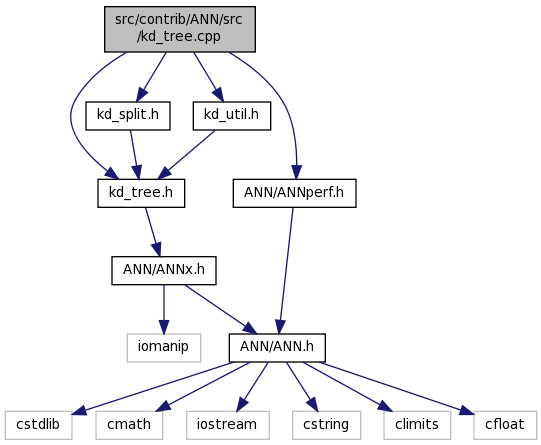 src/contrib/ANN/src
/kd_tree.cpp
kd_split.h
kd_util.h
kd_tree.h
ANN/ANNperf.h
ANN/ANNx.h
iomanip
ANN/ANN.h
cstdlib
cmath
iostream
cstring
climits
cfloat